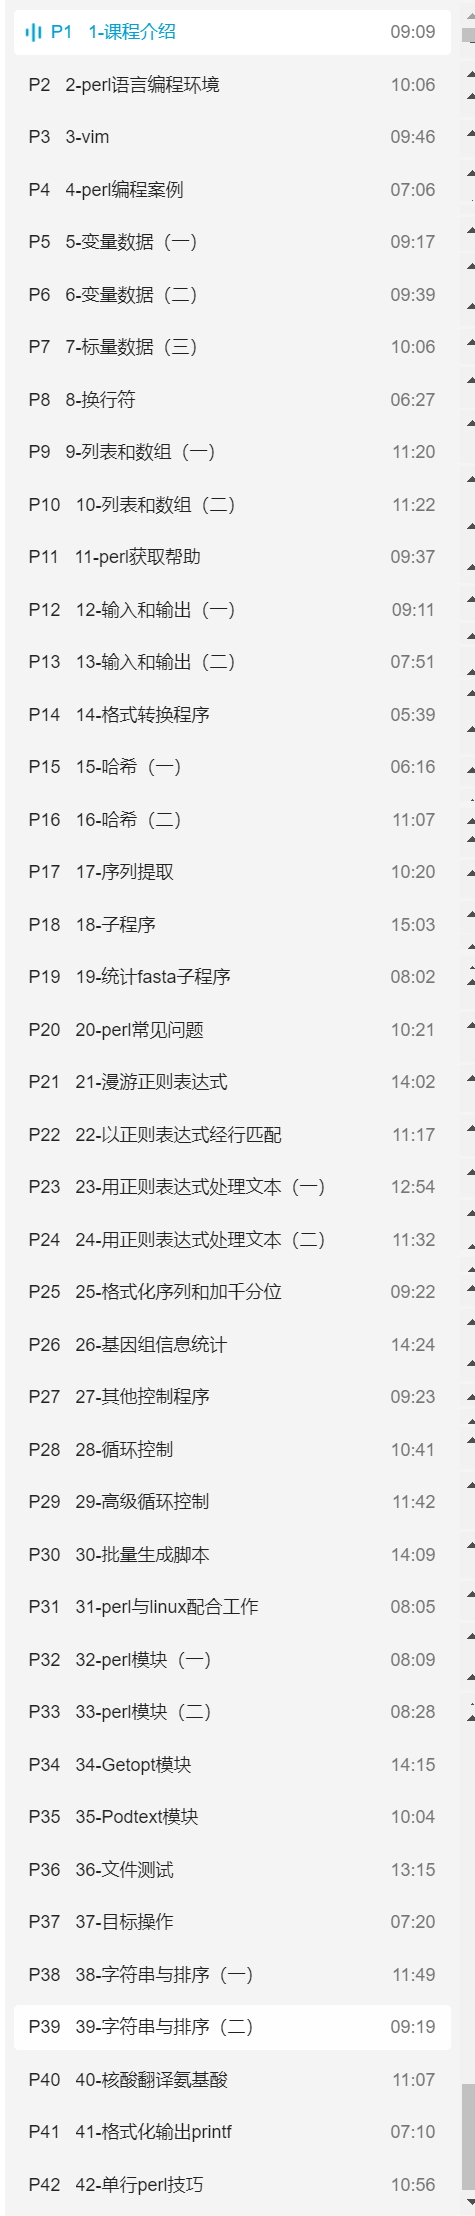 P1 1-课程介绍 09:09
P2 2-perl语言编程环境 10:06
P3 3-vim 09:46
P4 4-perl编程案例 07:06
P5 5-变量数据（一） 09:17
P6 6-变量数据（二） 09:39
P7 7-标量数据（三） 10:06
P8 8-换行符 06:27
P9 9-列表和数组（一） 11:20
P10 10-列表和数组（二） 11:22
P11 11-perl获取帮助 09:37
P12 12-输入和输出（一） 09:11
P13 13-输入和输出（二） 07:51
P14 14-格式转换程序 05:39
P15 15-哈希（一） 06:16
P16 16-哈希（二） 11:07
P17 17-序列提取 10:20
P18 18-子程序 15:03
P19 19-统计fasta子程序 08:02
P20 20-perl常见问题 10:21
P21 21-漫游正则表达式 14:02
P22 22-以正则表达式经行匹配 11:17
P23 23-用正则表达式处理文本（一） 12:54
P24 24-用正则表达式处理文本（二） 11:32
P25 25-格式化序列和加千分位 09:22
P26 26-基因组信息统计 14:24
P27 27-其他控制程序 09:23
P28 28-循环控制 10:41
P29 29-高级循环控制 11:42
P30 30-批量生成脚本 14:09
P31 31-perl与linux配合工作 08:05
P32 32-perl模块（一） 08:09
P33 33-perl模块（二） 08:28
P34 34-Getopt模块 14:15
P35 35-Podtext模块 10:04
P36 36-文件测试 13:15
P37 37-目标操作 07:20
P38 38-字符串与排序（一） 11:49
P39 39-字符串与排序（二） 09:19
P40 40-核酸翻译氨基酸 11:07
P41 41-格式化输出printf 07:10
P42 42-单行perl技巧 10:56